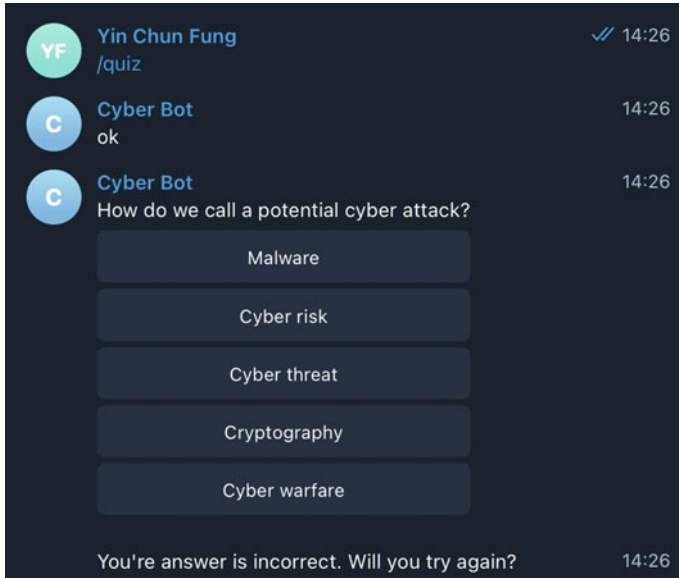 YF
Yin Chun Fung 14:26
/quiz
C
Cyber Bot 14:26
ok
C
Cyber Bot 14:26
How do we call a potential cyber attack?
Malware
Cyber risk
Cyber threat
Cryptography
Cyber warfare
You're answer is incorrect. Will you try again? 14:26